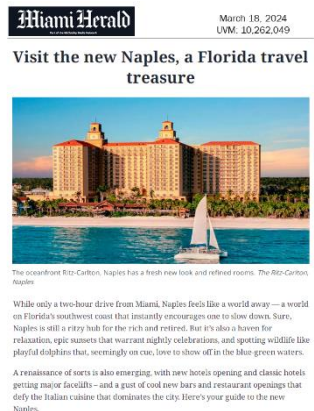 Miami Herald
March 18, 2024
UVM: 10,262,049
Visit the new Naples, a Florida travel
treasure
The oceanfront Ritz-Carlton, Naples has a fresh new look and refined rooms. The Ritz-Carlton,
Naples
While only a two-hour drive from Miami, Naples feels like a world away — a world
on Florida's southwest coast that instantly encourages one to slow down. Sure,
Naples is still a ritzy hub for the rich and retired. But it's also a haven for
relaxation, epic sunsets that warrant nightly celebrations, and spotting wildlife like
playful dolphins that, seemingly on cue, love to show off in the blue-green waters.
A renaissance of sorts is also emerging, with new hotels opening and classic hotels
getting major facelifts – and a gust of cool new bars and restaurant openings that
defy the Italian cuisine that dominates the city. Here's your guide to the new
Naples.